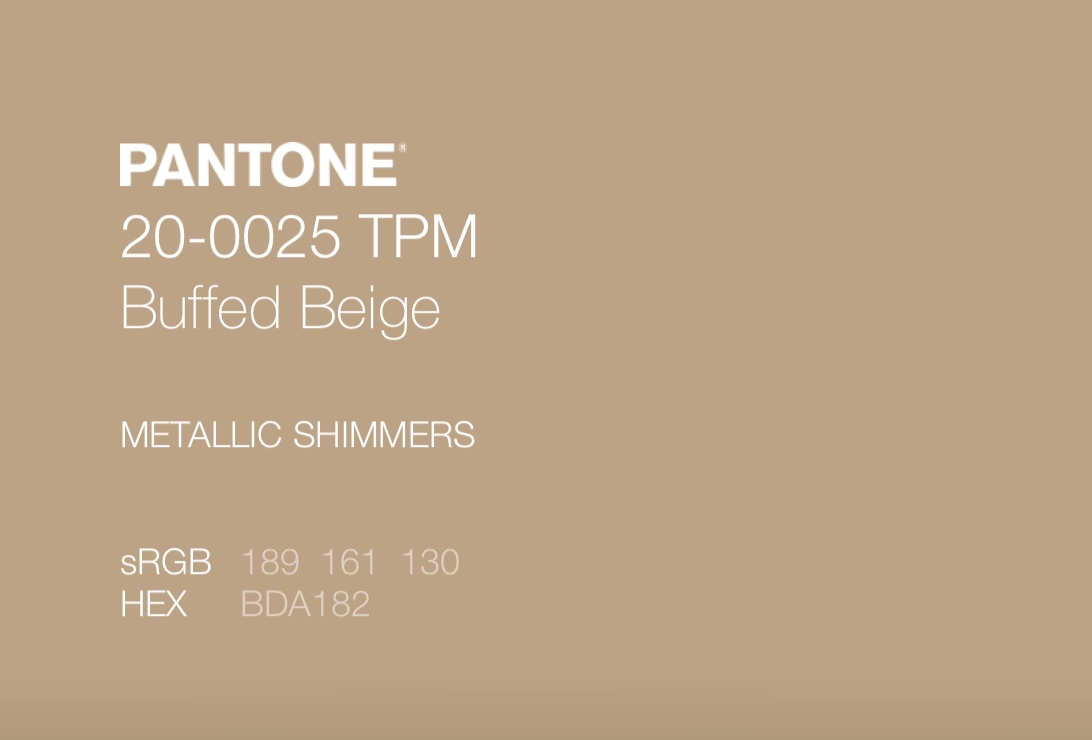 PANTONE®
20-0025 TPM
Buffed Beige
METALLIC SHIMMERS
sRGB 189 161 130
HEX BDA182